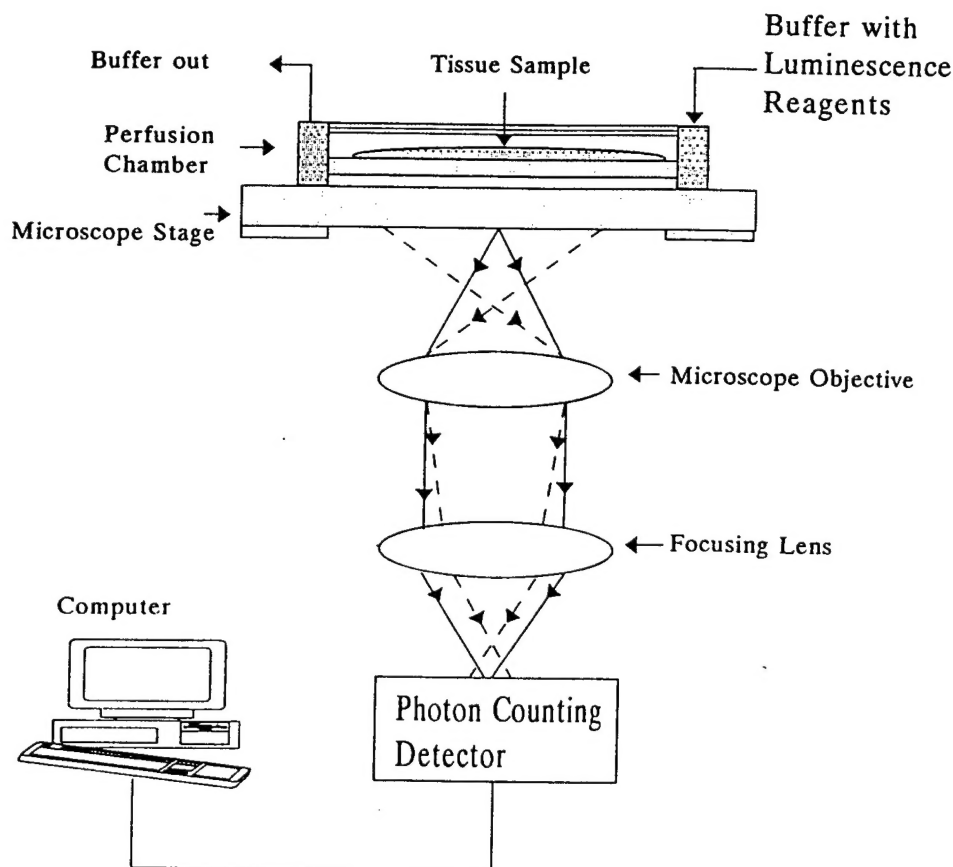 Buffer out
Tissue Sample
Buffer with
Luminescence
Reagents
Perfusion
Chamber
Microscope Stage
Microscope Objective
Focusing Lens
Computer
Photon Counting
Detector